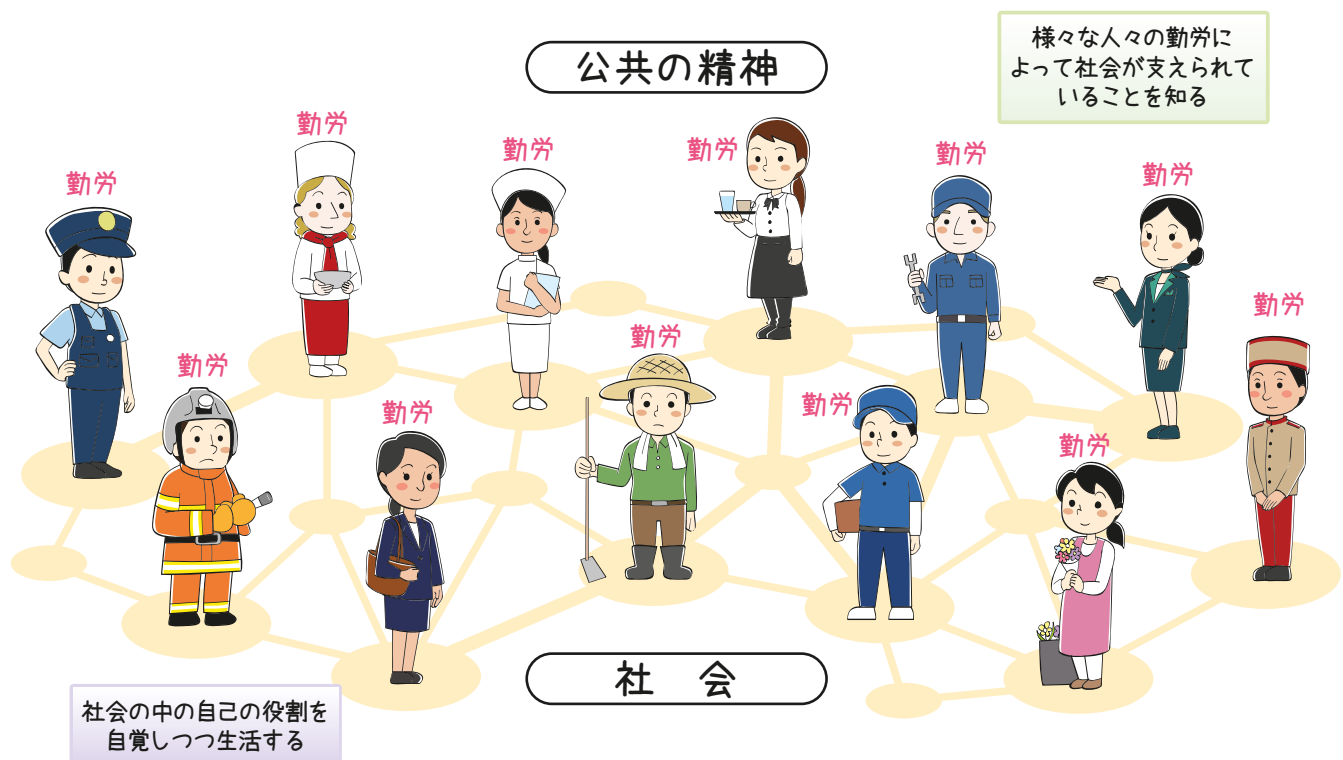 公共の精神
様々な人々の勤労に
よって社会が支えられて
いることを知る
勤労
勤労
勤労
勤労
勤労
勤労
勤労
勤労
勤労
勤労
勤労
勤労
社 会
社会の中の自己の役割を
自覚しつつ生活する